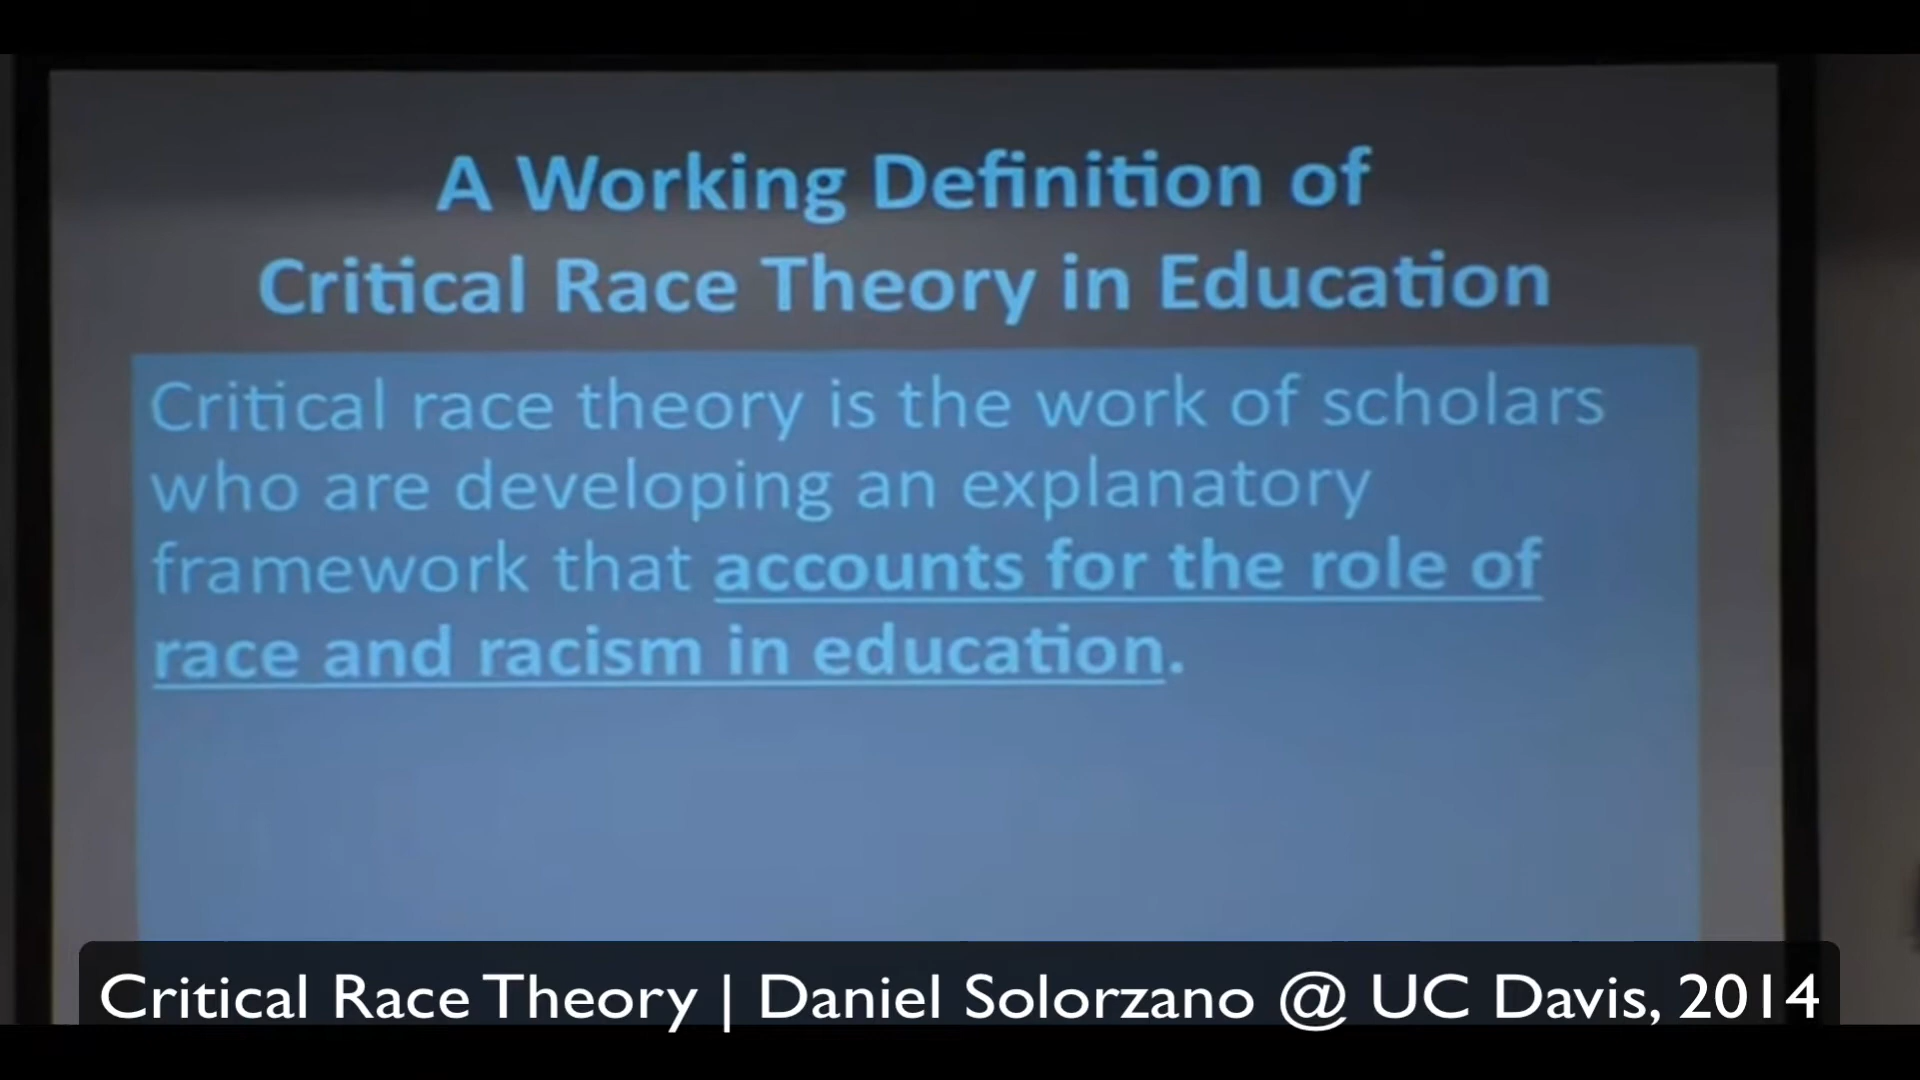 A Working Definition of
Critical Race Theory in Education
Critical race theory is the work of scholars
who are developing an explanatory
framework that accounts for the role of
race and racism in education.
Critical Race Theory | Daniel Solorzano @ UC Davis, 2014